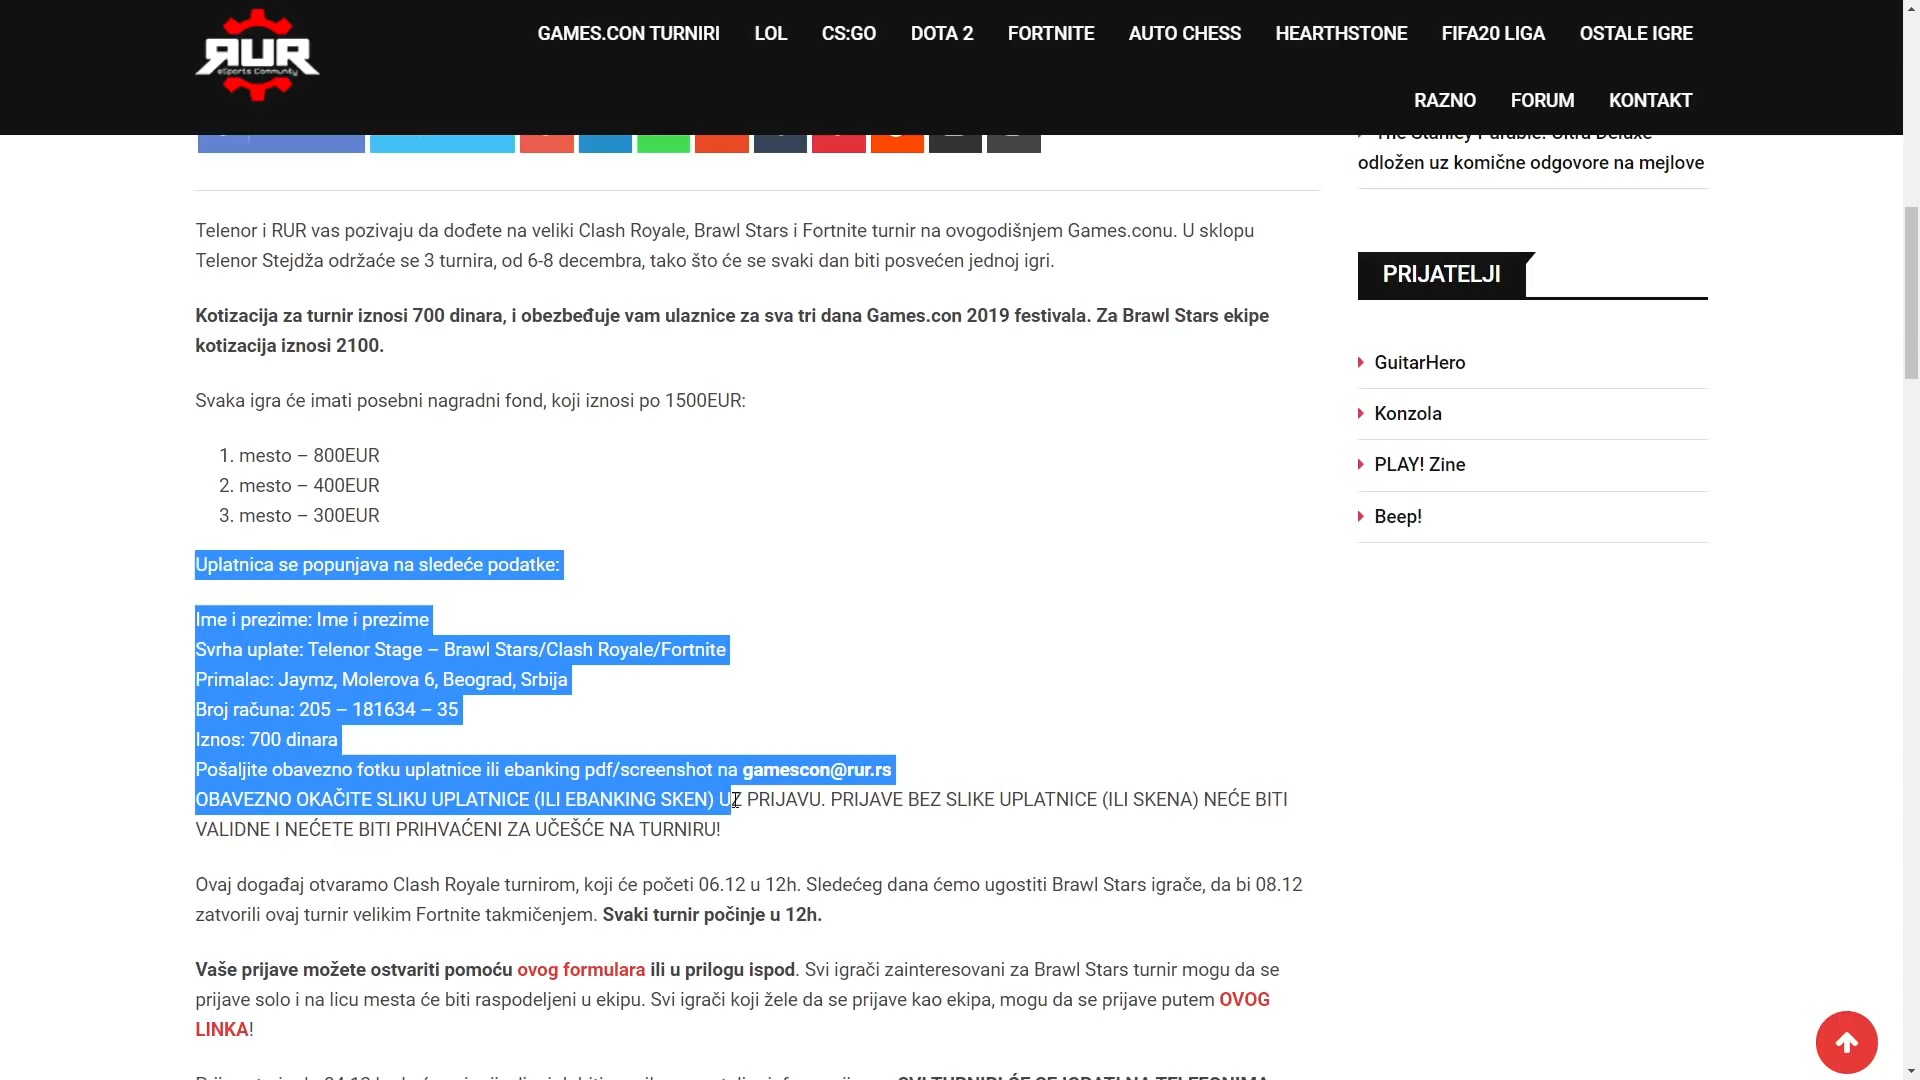 RUR
eSports Community
GAMES.CON TURNIRI LOL CS:GO DOTA 2 FORTNITE AUTO CHESS HEARTHSTONE FIFA20 LIGA OSTALE IGRE
RAZNO FORUM KONTAKT
The Stanley Parable: Ultra Deluxe
odložen uz komične odgovore na mejlove
Telenor i RUR vas pozivaju da dođete na veliki Clash Royale, Brawl Stars i Fortnite turnir na ovogodišnjem Games.conu. U sklopu
Telenor Stejdža održaće se 3 turnira, od 6-8 decembra, tako što će se svaki dan biti posvećen jednoj igri.
Kotizacija za turnir iznosi 700 dinara, i obezbeđuje vam ulaznice za sva tri dana Games.con 2019 festivala. Za Brawl Stars ekipe
kotizacija iznosi 2100.
Svaka igra će imati posebni nagradni fond, koji iznosi po 1500EUR:
1. mesto – 800EUR
2. mesto – 400EUR
3. mesto – 300EUR
Uplatnica se popunjava na sledeće podatke:
Ime i prezime: Ime i prezime
Svrha uplate: Telenor Stage – Brawl Stars/Clash Royale/Fortnite
Primalac: Jaymz, Molerova 6, Beograd, Srbija
Broj računa: 205 – 181634 – 35
Iznos: 700 dinara
Pošaljite obavezno fotku uplatnice ili ebanking pdf/screenshot na gamescon@rur.rs
OBAVEZNO OKAČITE SLIKU UPLATNICE (ILI EBANKING SKEN) UZ PRIJAVU. PRIJAVE BEZ SLIKE UPLATNICE (ILI SKENA) NEĆE BITI
VALIDNE I NEĆETE BITI PRIHVAĆENI ZA UČEŠĆE NA TURNIRU!
Ovaj događaj otvaramo Clash Royale turnirom, koji će početi 06.12 u 12h. Sledećeg dana ćemo ugostiti Brawl Stars igrače, da bi 08.12
zatvorili ovaj turnir velikim Fortnite takmičenjem. Svaki turnir počinje u 12h.
Vaše prijave možete ostvariti pomoću ovog formulara ili u prilogu ispod. Svi igrači zainteresovani za Brawl Stars turnir mogu da se
prijave solo i na licu mesta će biti raspodeljeni u ekipu. Svi igrači koji žele da se prijave kao ekipa, mogu da se prijave putem OVOG
LINKA!
SVI TURNIRI ĆE SE IGRATI NA TELEFONIMA
PRIJATELJI
GuitarHero
Konzola
PLAY! Zine
Beep!